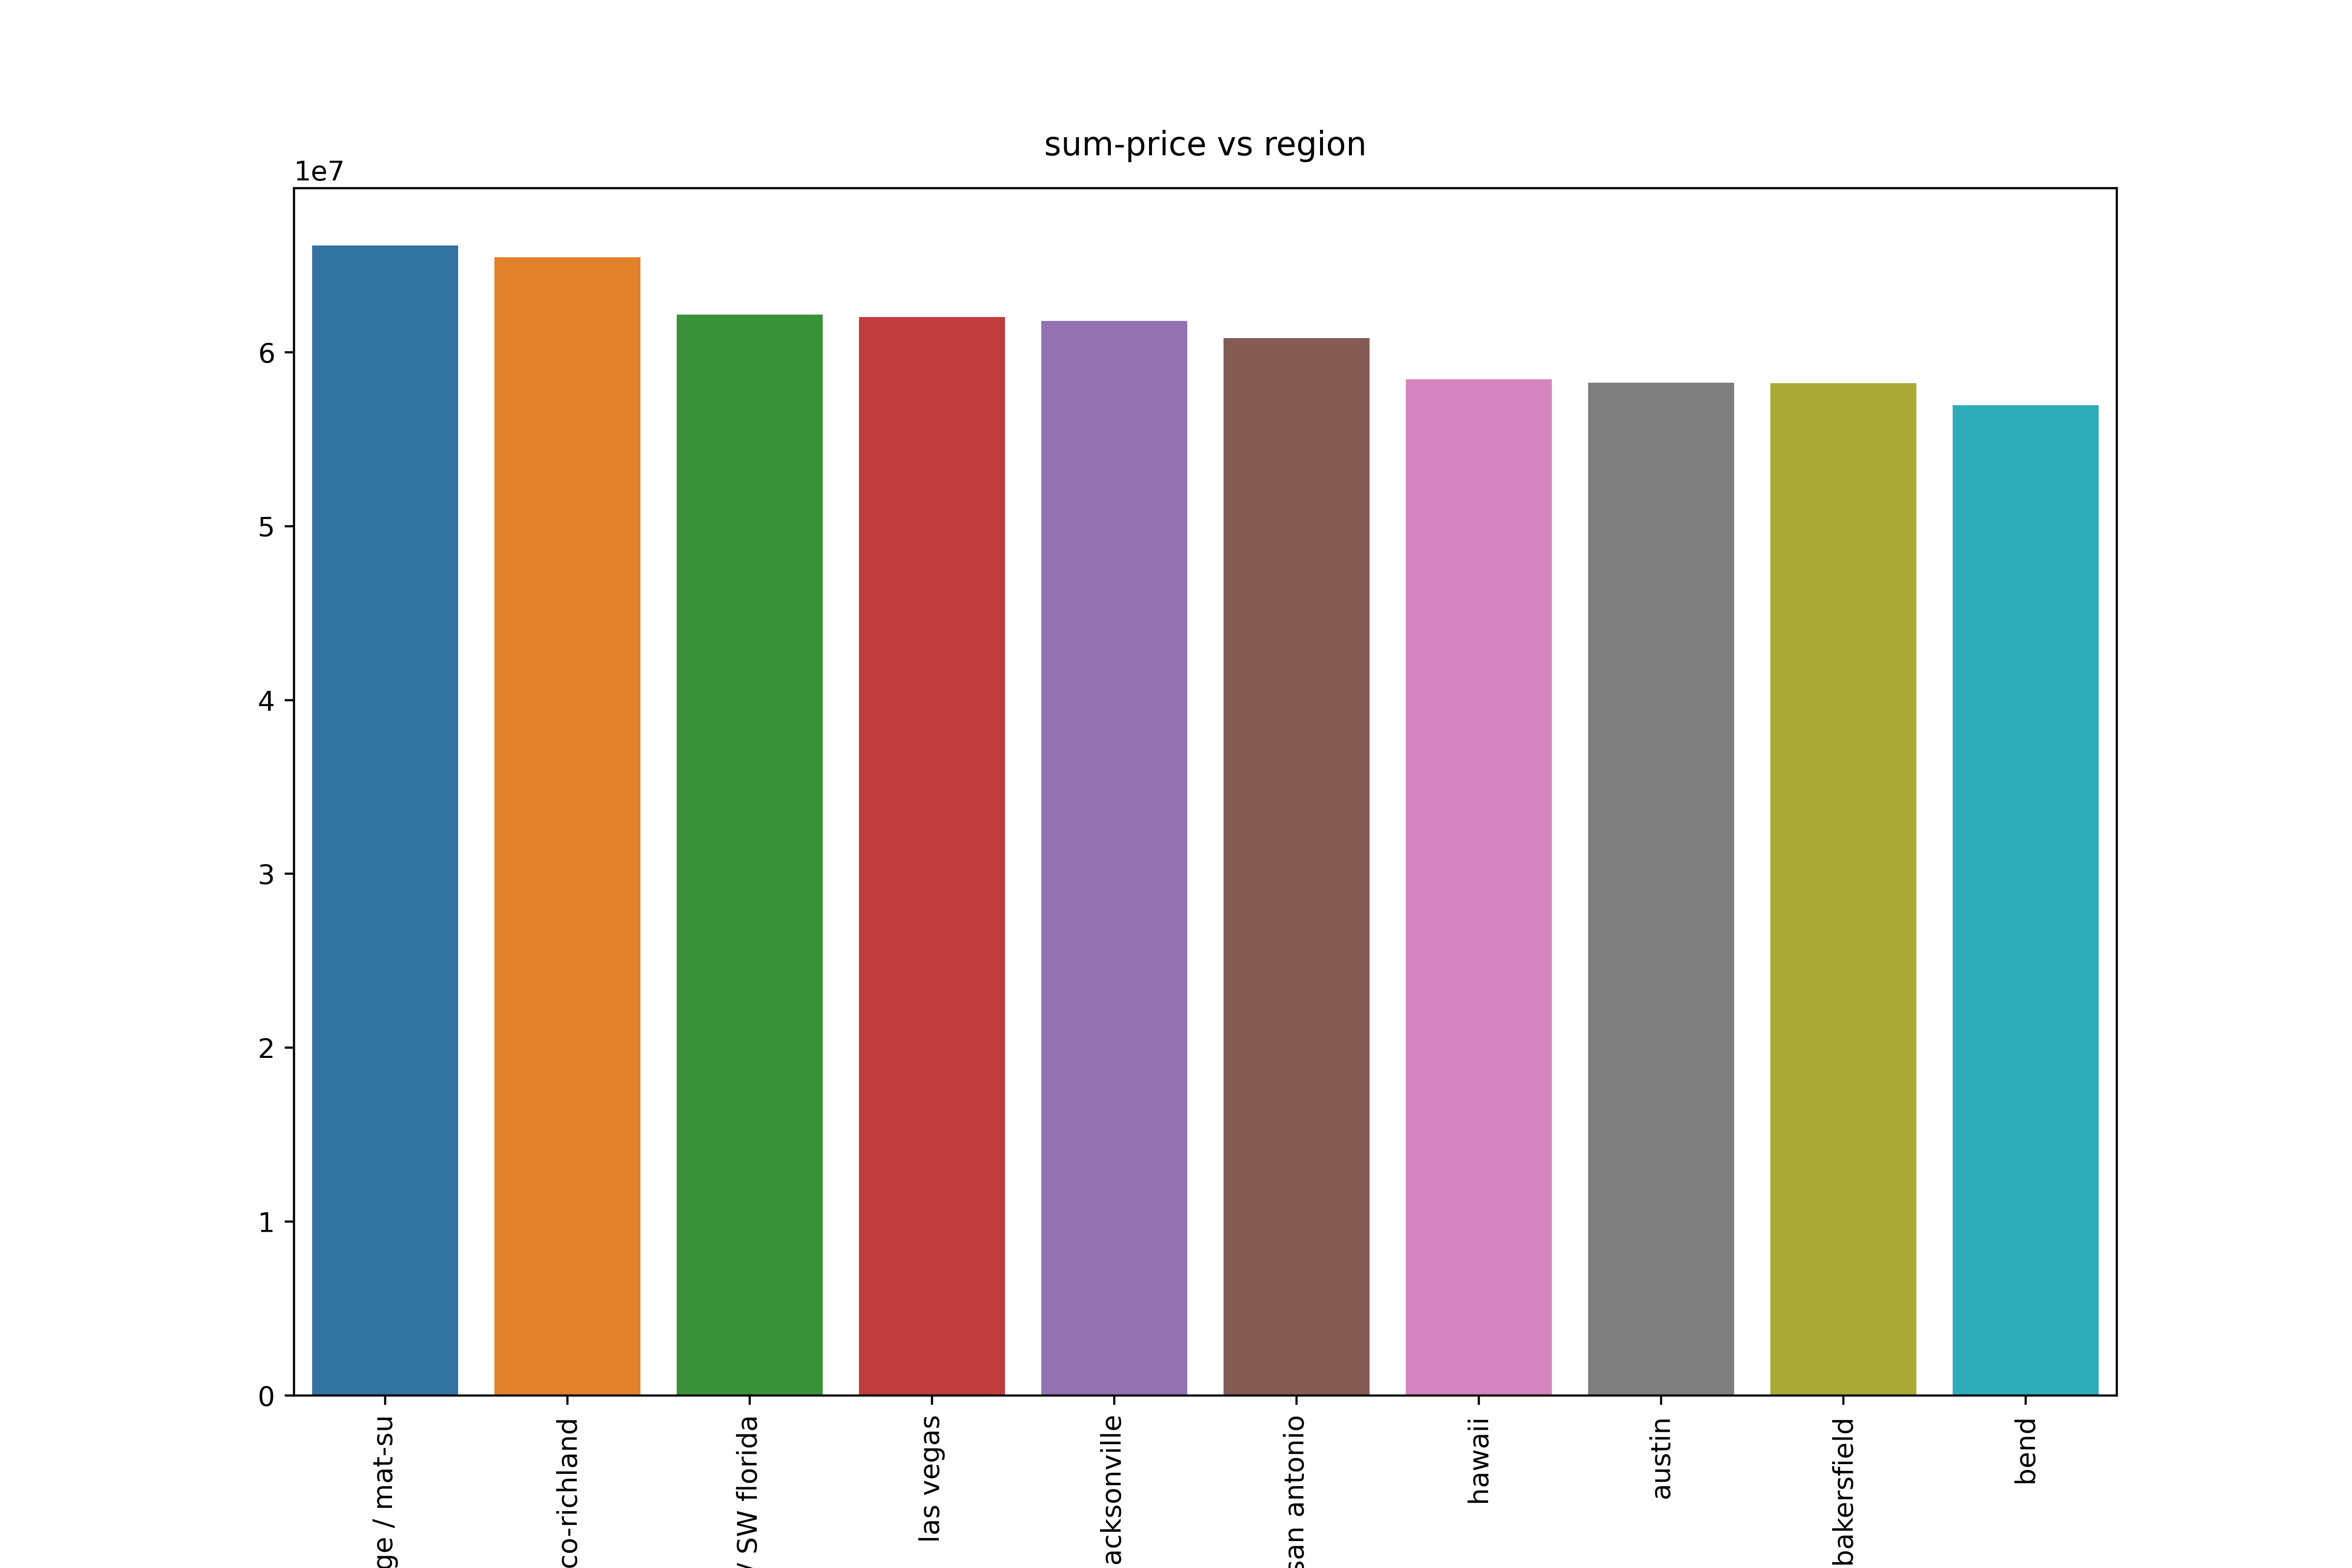 sum-price vs region
1e7
6
5
4
3
2
1
0
ge / mat-su
co-richland
/ SW florida
las vegas
acksonville
san antonio
hawaii
austin
bakersfield
bend